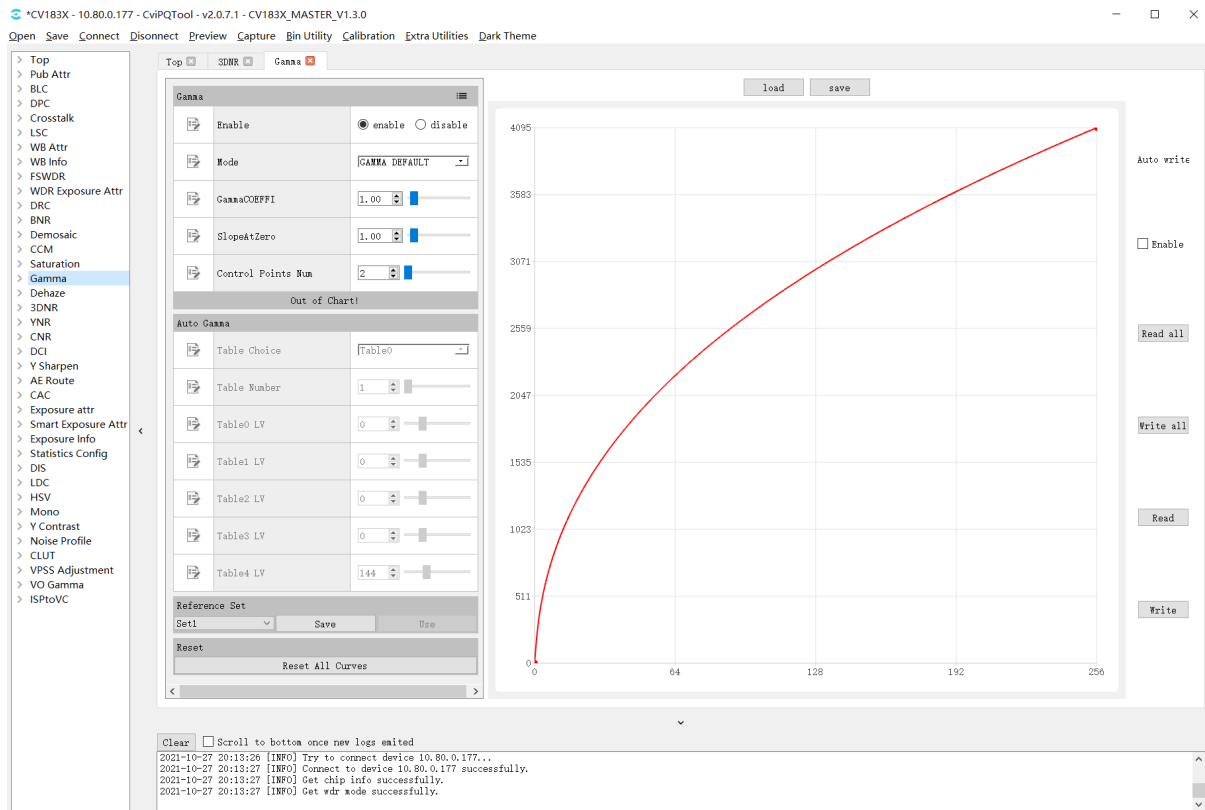 *CV183X - 10.80.0.177 - CviPQTool - v2.0.7.1 - CV183X_MASTER_V1.3.0
Open Save Connect Disconnect Preview Capture Bin Utility Calibration Extra Utilities Dark Theme
Top
Pub Attr
BLC
DPC
Crosstalk
LSC
WB Attr
WB Info
FSWDR
WDR Exposure Attr
DRC
BNR
Demosaic
CCM
Saturation
Gamma
Dehaze
3DNR
YNR
CNR
DCI
Y Sharpen
AE Route
CAC
Exposure attr
Smart Exposure Attr
Exposure Info
Statistics Config
DIS
LDC
HSV
Mono
Y Contrast
Noise Profile
CLUT
VPSS Adjustment
VO Gamma
ISPtoVC
Top 3DNR Gamma
Gamma
Enable enable disable
Mode GAMMA DEFAULT
GammaCOEFFI 1.00
SlopeAtZero 1.00
Control Points Num 2
Out of Chart!
Auto Gamma
Table Choice Table0
Table Number 1
Table0 LV 0
Table1 LV 0
Table2 LV 0
Table3 LV 0
Table4 LV 144
Reference Set
Set1 Save Use
Reset
Reset All Curves
load save
4095
3583
3071
2559
2047
1535
1023
511
0
0 64 128 192 256
Auto write
Enable
Read all
Write all
Read
Write
Clear Scroll to bottom once new logs emited
2021-10-27 20:13:26 [INFO] Try to connect device 10.80.0.177...
2021-10-27 20:13:27 [INFO] Connect to device 10.80.0.177 successfully.
2021-10-27 20:13:27 [INFO] Get chip info successfully.
2021-10-27 20:13:27 [INFO] Get wdr mode successfully.